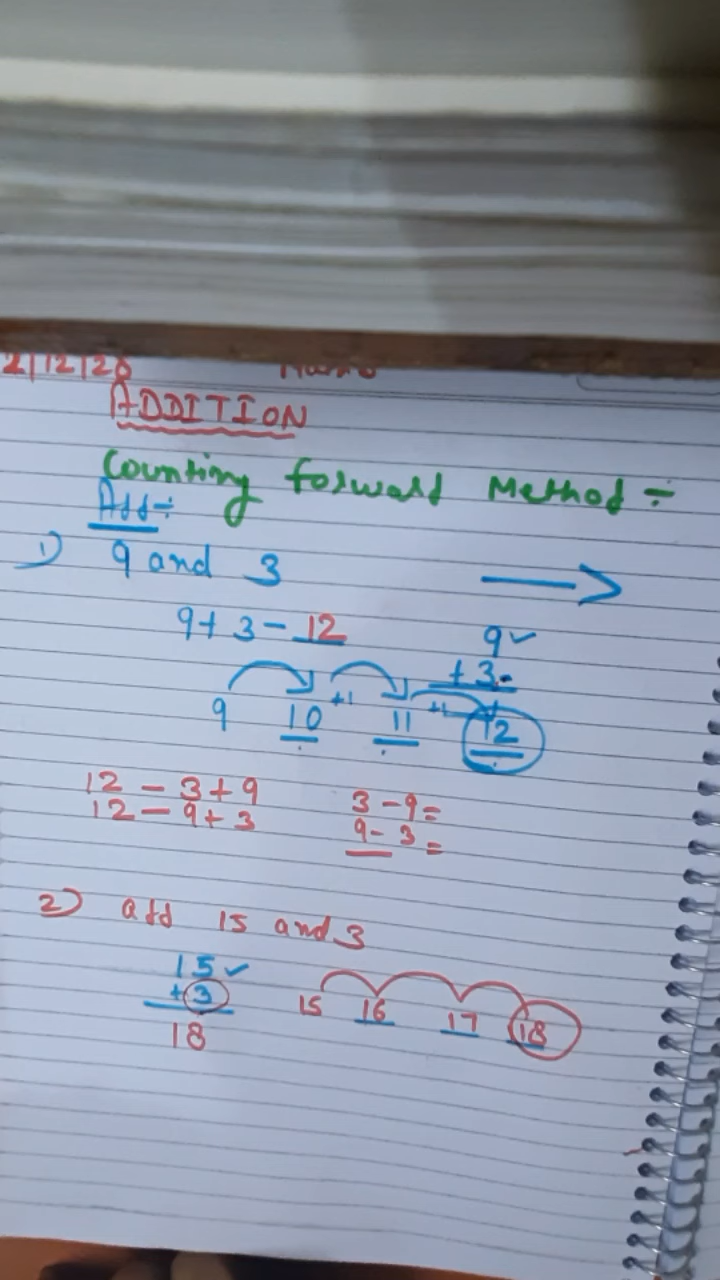 2/12/20
ADDITION
Counting forward Method ÷
Add ÷
1) 9 and 3
9 + 3 - 12
9
+3
9 10 +1 11 +1 12
12 - 3 + 9
12 - 9 + 3
3 - 9 =
9 - 3 =
2) add 15 and 3
15
+3
18
15 16 17 18